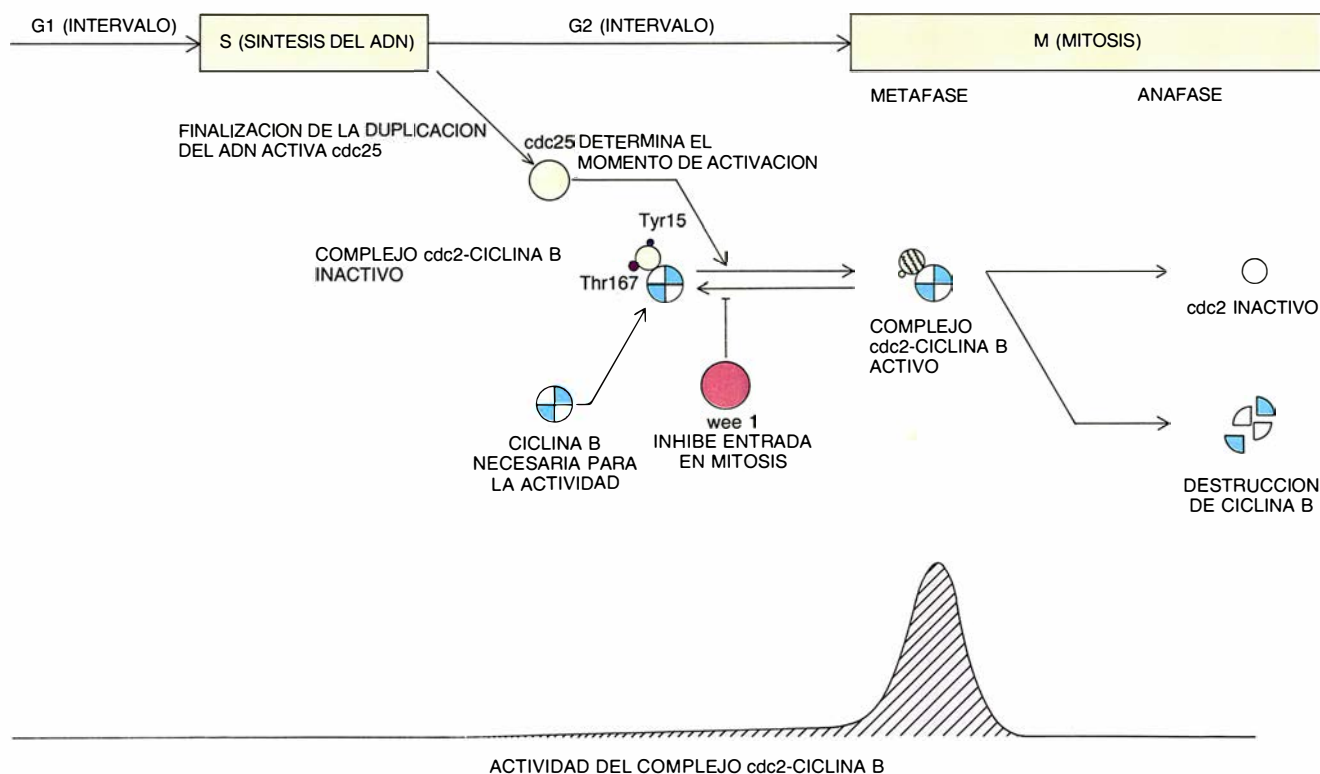 G1 (INTERVALO)
S (SINTESIS DEL ADN)
G2 (INTERVALO)
M (MITOSIS)
METAFASE
ANAFASE
FINALIZACION DE LA DUPLICACION
DEL ADN ACTIVA cdc25
cdc25 DETERMINA EL
MOMENTO DE ACTIVACION
Tyr15
COMPLEJO cdc2-CICLINA B
INACTIVO
Thr167
cdc2 INACTIVO
COMPLEJO
cdc2-CICLINA B
ACTIVO
wee 1
INHIBE ENTRADA
EN MITOSIS
CICLINA B
NECESARIA PARA
LA ACTIVIDAD
DESTRUCCION
DE CICLINA B
ACTIVIDAD DEL COMPLEJO cdc2-CICLINA B